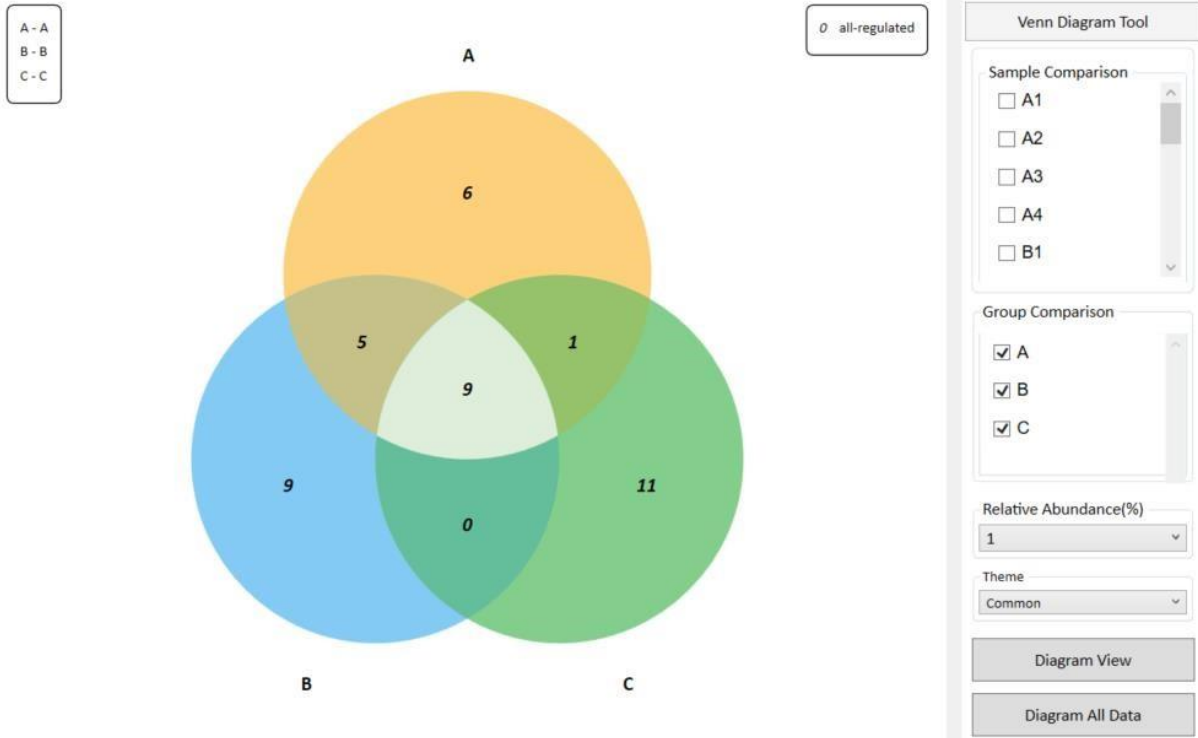 A - A
B - B
C - C
0 all-regulated
A
6
5
1
9
9
11
0
B
C
Venn Diagram Tool
Sample Comparison
A1
A2
A3
A4
B1
Group Comparison
A
B
C
Relative Abundance(%)
1
Theme
Common
Diagram View
Diagram All Data